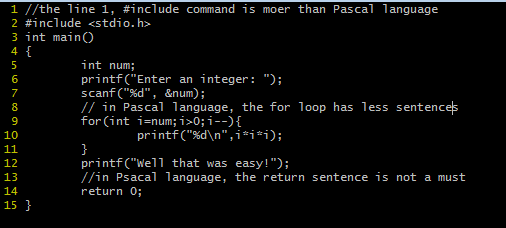 1 //the line 1, #include command is moer than Pascal language
2 #include <stdio.h>
3 int main()
4 {
5 int num;
6 printf("Enter an integer: ");
7 scanf("%d", &num);
8 // in Pascal language, the for loop has less sentences
9 for(int i=num;i>0;i--){
10 printf("%d\n",i*i*i);
11 }
12 printf("Well that was easy!");
13 //in Psacal language, the return sentence is not a must
14 return 0;
15 }